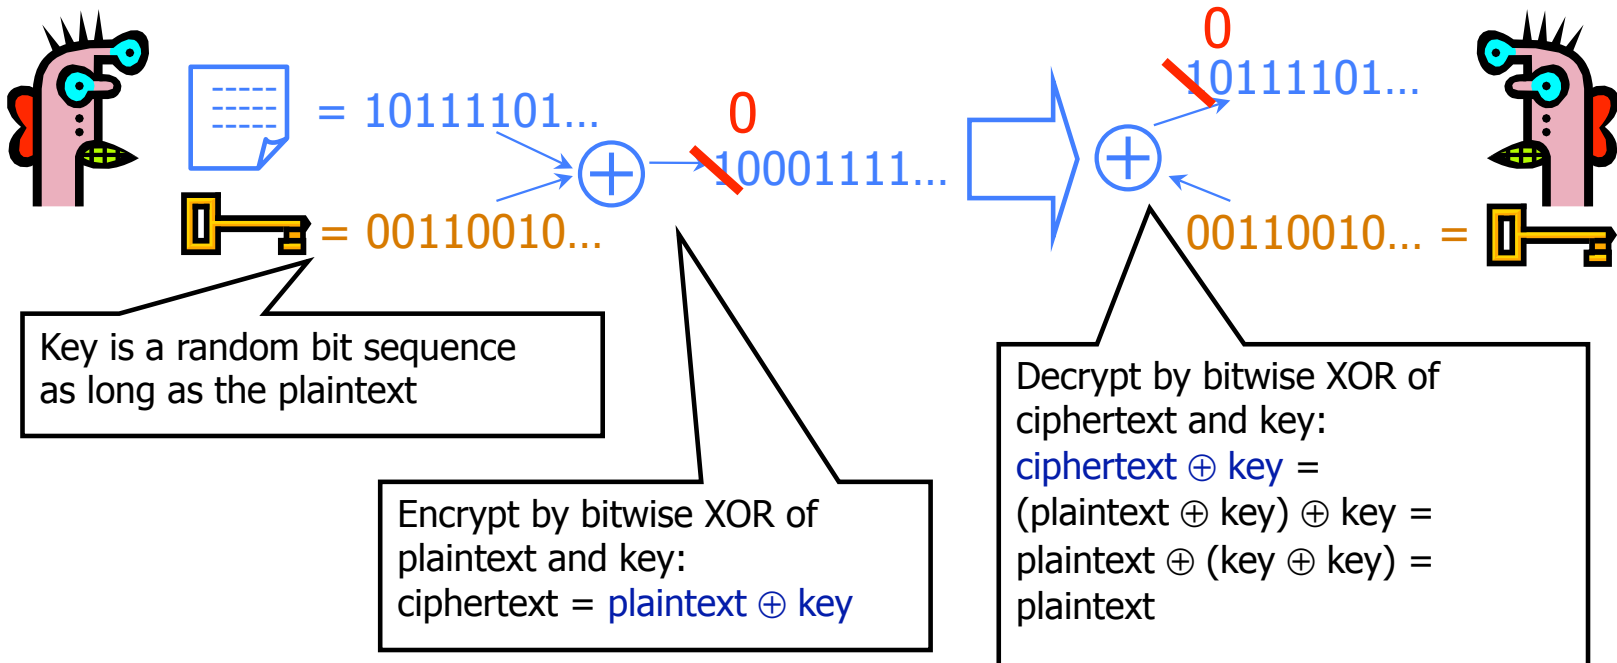 0
10111101...
= 10111101...
0
10001111...
= 00110010...
00110010... =
Key is a random bit sequence
as long as the plaintext
Encrypt by bitwise XOR of
plaintext and key:
ciphertext = plaintext ⊕ key
Decrypt by bitwise XOR of
ciphertext and key:
ciphertext ⊕ key =
(plaintext ⊕ key) ⊕ key =
plaintext ⊕ (key ⊕ key) =
plaintext